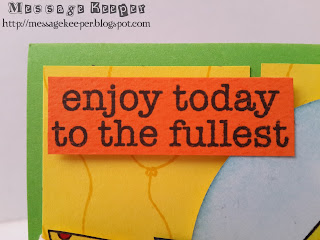 Message Keeper
http://messagekeeper.blogspot.com
enjoy today
to the fullest